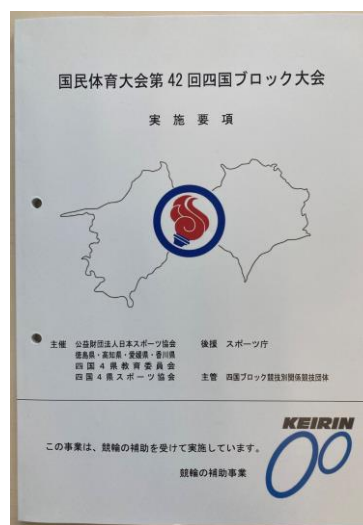 国民体育大会第42回四国ブロック大会
実施要項
主催 公益財団法人日本スポーツ協会
徳島県・高知県・愛媛県・香川県
四国4県教育委員会
四国4県スポーツ協会
後援 スポーツ庁
主管 四国ブロック競技別関係競技団体
KEIRIN
この事業は、競輪の補助を受けて実施しています。
競輪の補助事業